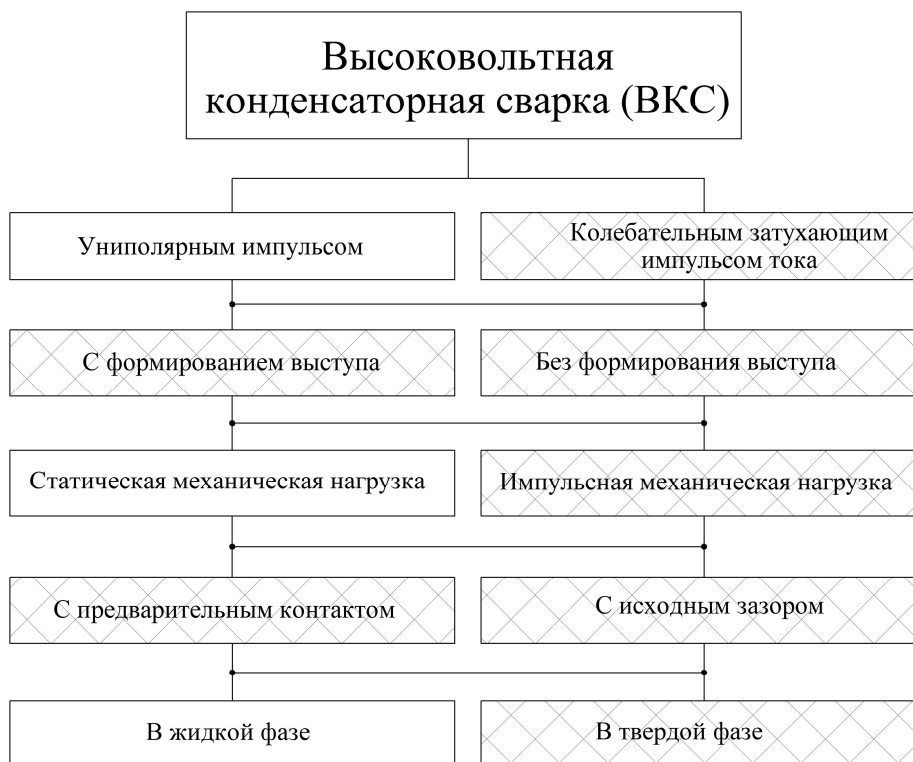 Высоковольтная
конденсаторная сварка (ВКС)
Униполярным импульсом
Колебательным затухающим
импульсом тока
С формированием выступа
Без формирования выступа
Статическая механическая нагрузка
Импульсная механическая нагрузка
С предварительным контактом
С исходным зазором
В жидкой фазе
В твердой фазе